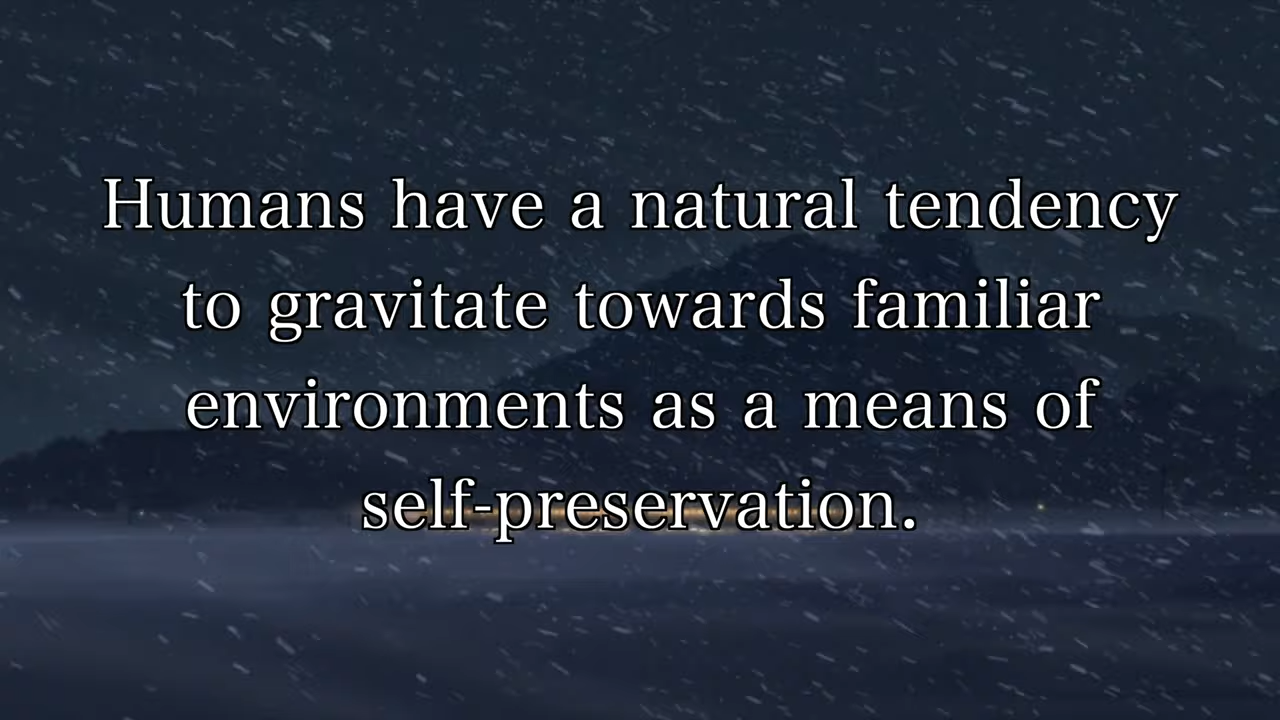 Humans have a natural tendency
to gravitate towards familiar
environments as a means of
self-preservation.